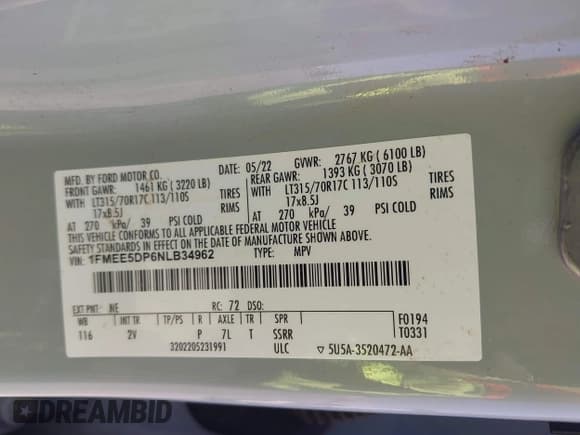 MFD. BY FORD MOTOR CO.
DATE: 05/22 GVWR: 2767 KG ( 6100 LB)
FRONT GAWR: 1461 KG ( 3220 LB) REAR GAWR: 1393 KG ( 3070 LB)
WITH LT315/70R17C 113/110S TIRES WITH LT315/70R17C 113/110S TIRES
17x8.5J RIMS 17x8.5J RIMS
AT 270 kPa/ 39 PSI COLD AT 270 kPa/ 39 PSI COLD
THIS VEHICLE CONFORMS TO ALL APPLICABLE FEDERAL MOTOR VEHICLE
SAFETY AND THEFT PREVENTION STANDARDS IN EFFECT ON THE DATE OF
MANUFACTURE SHOWN ABOVE.
VIN: 1FMEE5DP6NLB34962 TYPE: MPV
EXT PNT: NE RC: 72 DSO:
WB INT TR TP/PS R AXLE TR SPR
116 2V P 7L T SSRR
3202205231991 ULC
F0194
T0331
▽ 5U5A-3520472-AA
DREAMBID